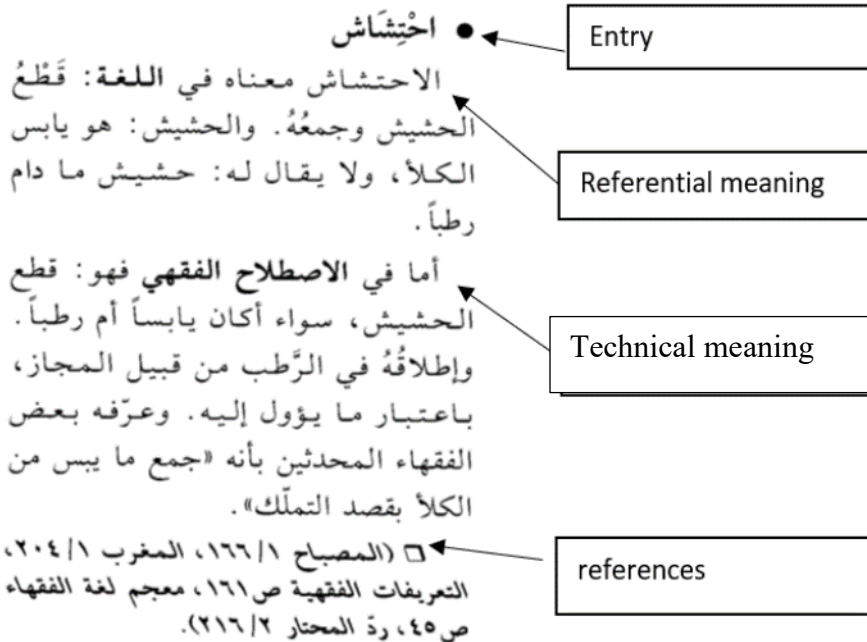 ● احْتِشَاش
Entry
الاحتشاش معناه في اللغة: قَطْعُ
الحشيش وجمعُهُ. والحشيش: هو يابس
الكلأ، ولا يقال له: حشيش ما دام
رطباً.
Referential meaning
أما في الاصطلاح الفقهي فهو: قطع
الحشيش، سواء أكان يابساً أم رطباً.
وإطلاقُهُ في الرَّطب من قبيل المجاز،
باعتبار ما يؤول إليه. وعرّفه بعض
الفقهاء المحدثين بأنه «جمع ما يبس من
الكلأ بقصد التملّك».
Technical meaning
❒ (المصباح ١/ ١٦٦، المغرب ١/ ٢٠٤،
التعريفات الفقهية ص١٦١، معجم لغة الفقهاء
ص٤٥، ردّ المحتار ٢/ ٢١٦).
references